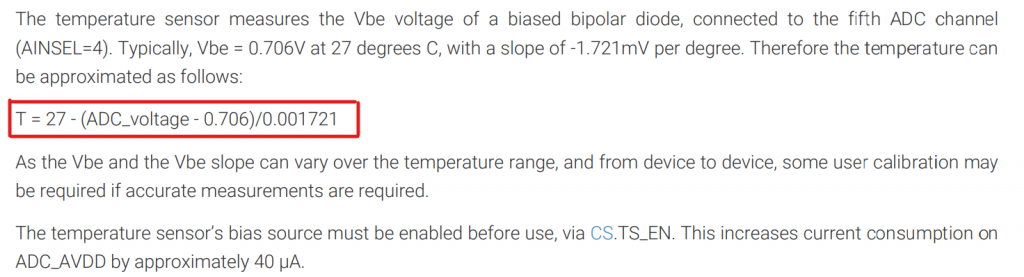 The temperature sensor measures the Vbe voltage of a biased bipolar diode, connected to the fifth ADC channel
(AINSEL=4). Typically, Vbe = 0.706V at 27 degrees C, with a slope of -1.721mV per degree. Therefore the temperature can
be approximated as follows:
T = 27 - (ADC_voltage - 0.706)/0.001721
As the Vbe and the Vbe slope can vary over the temperature range, and from device to device, some user calibration may
be required if accurate measurements are required.
The temperature sensor’s bias source must be enabled before use, via CS.TS_EN. This increases current consumption on
ADC_AVDD by approximately 40 μA.